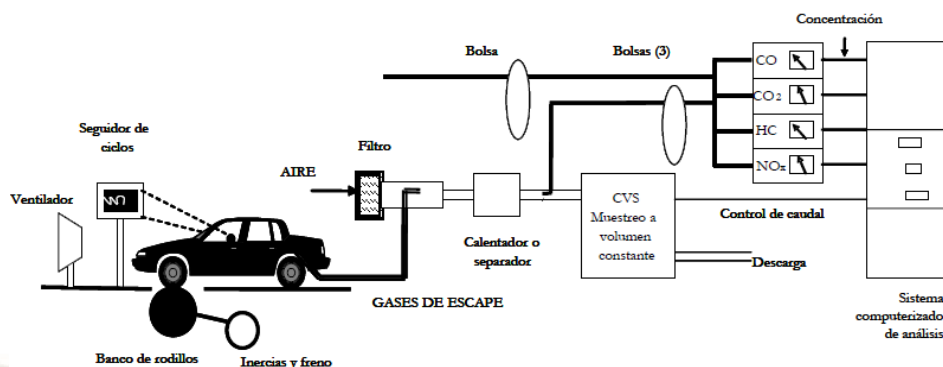 Concentración
Bolsa
Bolsas (3)
CO
CO2
HC
NOx
Seguidor de
ciclos
Filtro
AIRE
Ventilador
CVS
Muestreo a
volumen
constante
Control de caudal
Calentador o
separador
Descarga
GASES DE ESCAPE
Sistema
computerizado
de análisis
Banco de rodillos
Inercias y freno